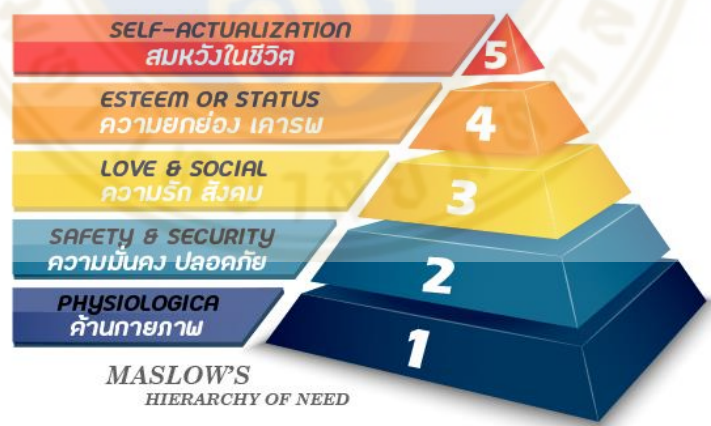 SELF-ACTUALIZATION
สมหวังในชีวิต
5
ESTEEM OR STATUS
ความยกย่อง เคารพ
4
LOVE & SOCIAL
ความรัก สังคม
3
SAFETY & SECURITY
ความมั่นคง ปลอดภัย
2
PHYSIOLOGICA
ด้านกายภาพ
1
MASLOW'S
HIERARCHY OF NEED